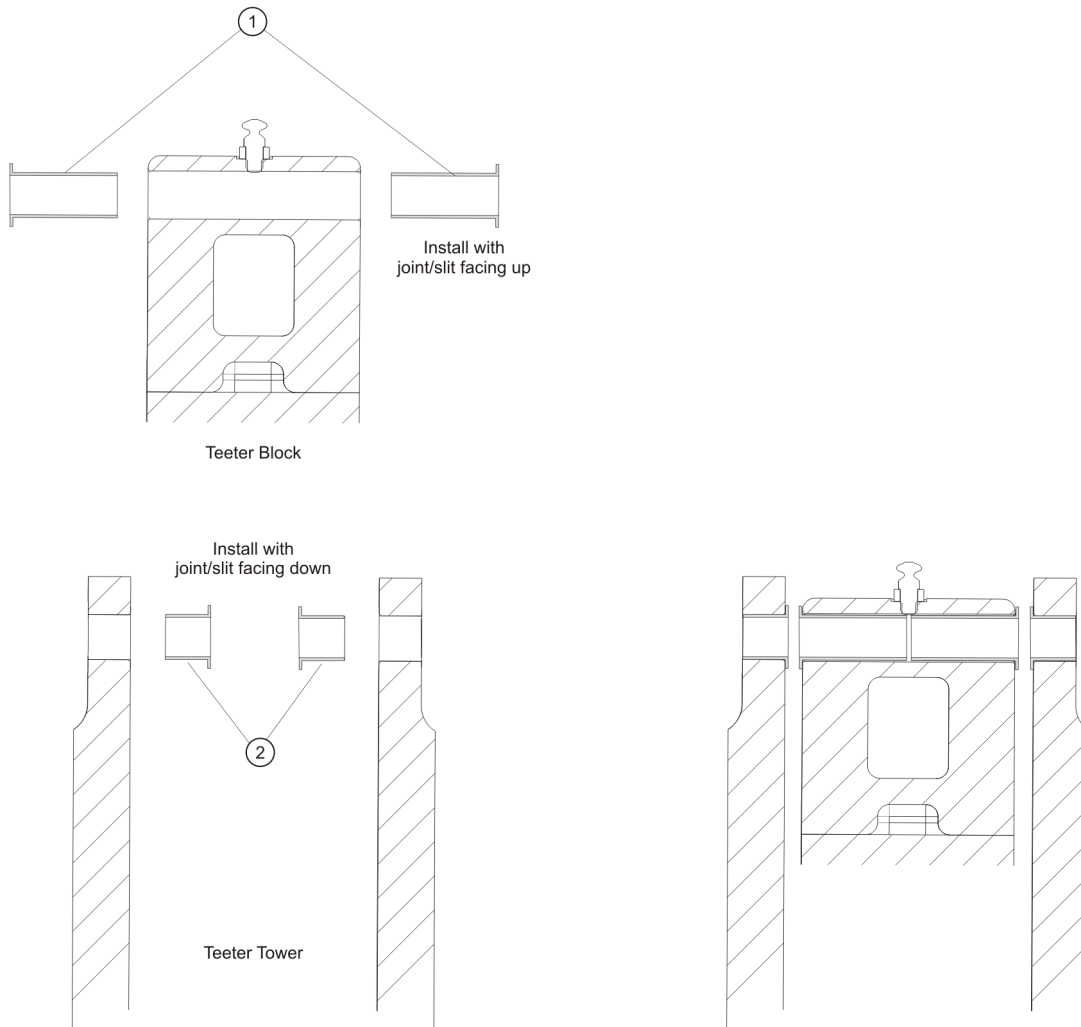 1
Install with
joint/slit facing up
Teeter Block
Install with
joint/slit facing down
2
Teeter Tower